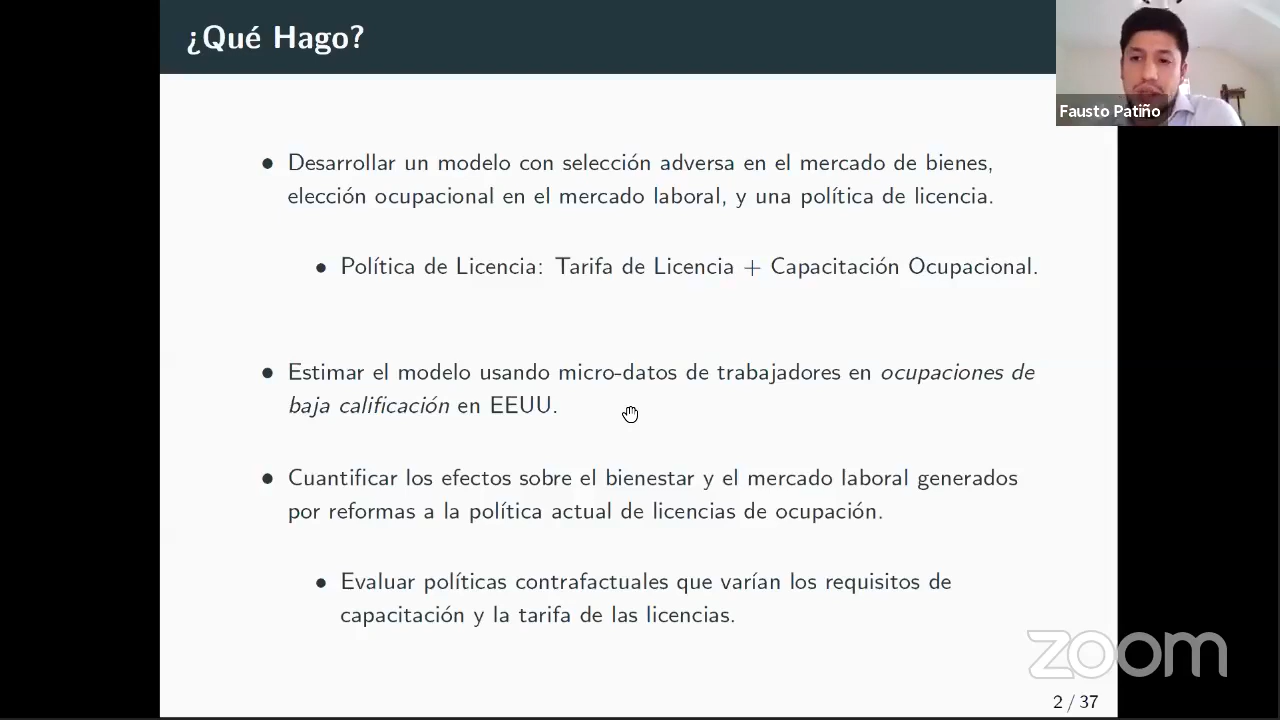 ¿Qué Hago?
Fausto Patiño
• Desarrollar un modelo con selección adversa en el mercado de bienes,
elección ocupacional en el mercado laboral, y una política de licencia.
• Política de Licencia: Tarifa de Licencia + Capacitación Ocupacional.
• Estimar el modelo usando micro-datos de trabajadores en ocupaciones de
baja calificación en EEUU.
• Cuantificar los efectos sobre el bienestar y el mercado laboral generados
por reformas a la política actual de licencias de ocupación.
• Evaluar políticas contrafactuales que varían los requisitos de
capacitación y la tarifa de las licencias.
zoom
2 / 37